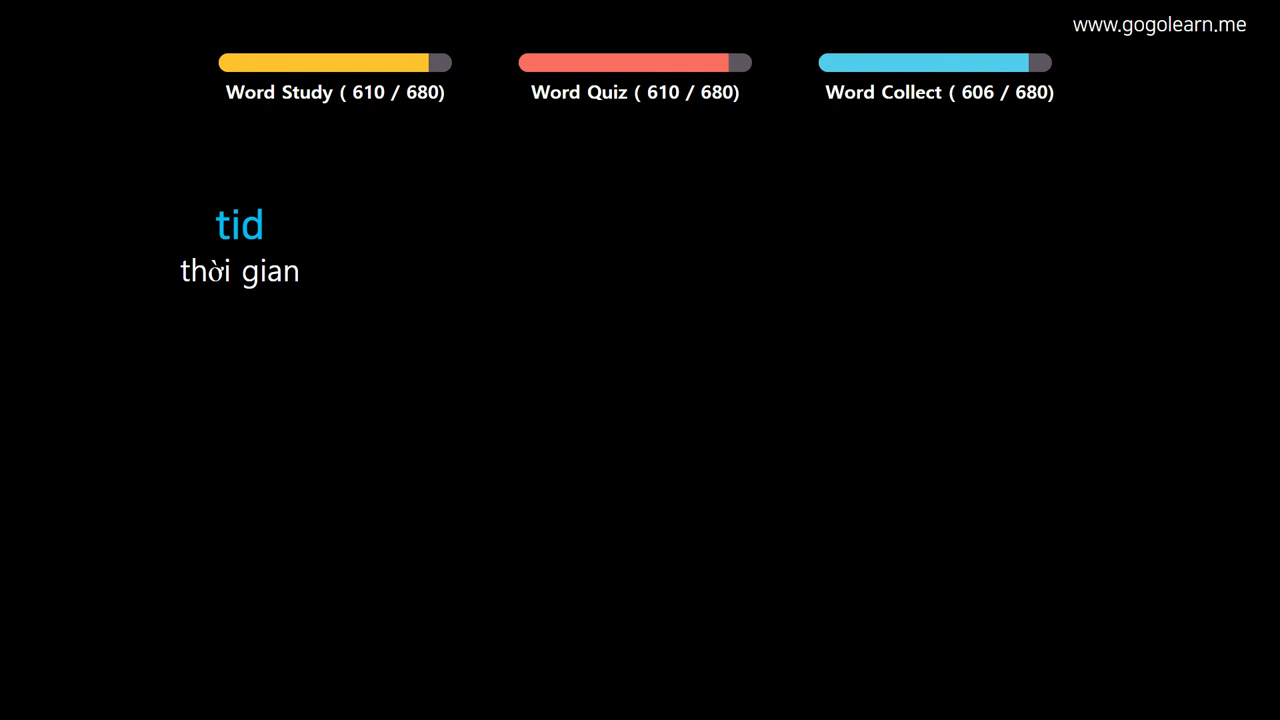 www.gogolearn.me
Word Study ( 610 / 680)
Word Quiz ( 610 / 680)
Word Collect ( 606 / 680)
tid
thời gian